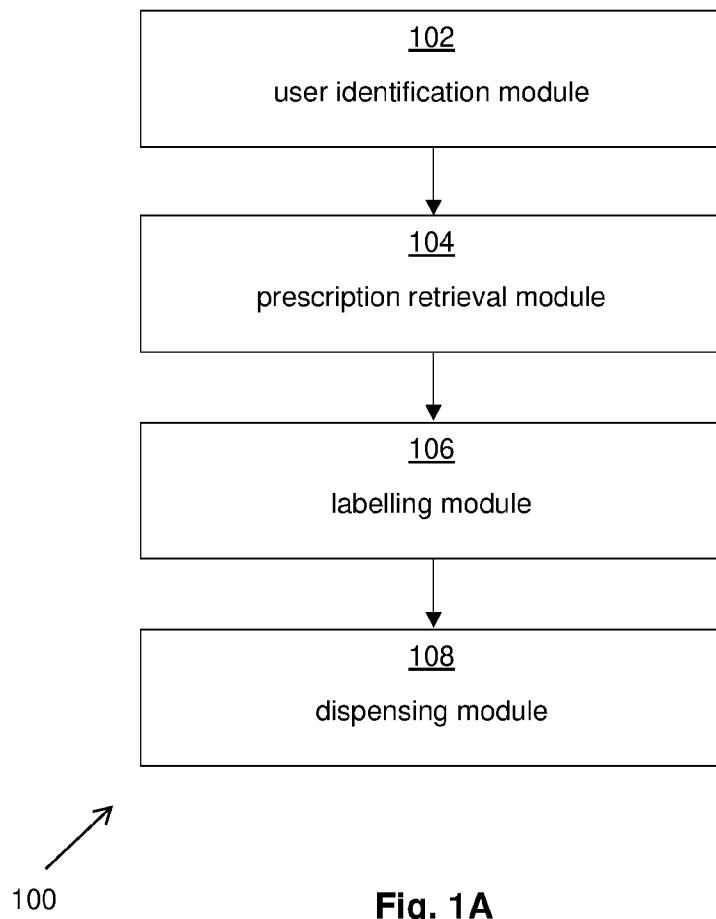 102
user identification module
104
prescription retrieval module
106
labelling module
108
dispensing module
100
Fig. 1A